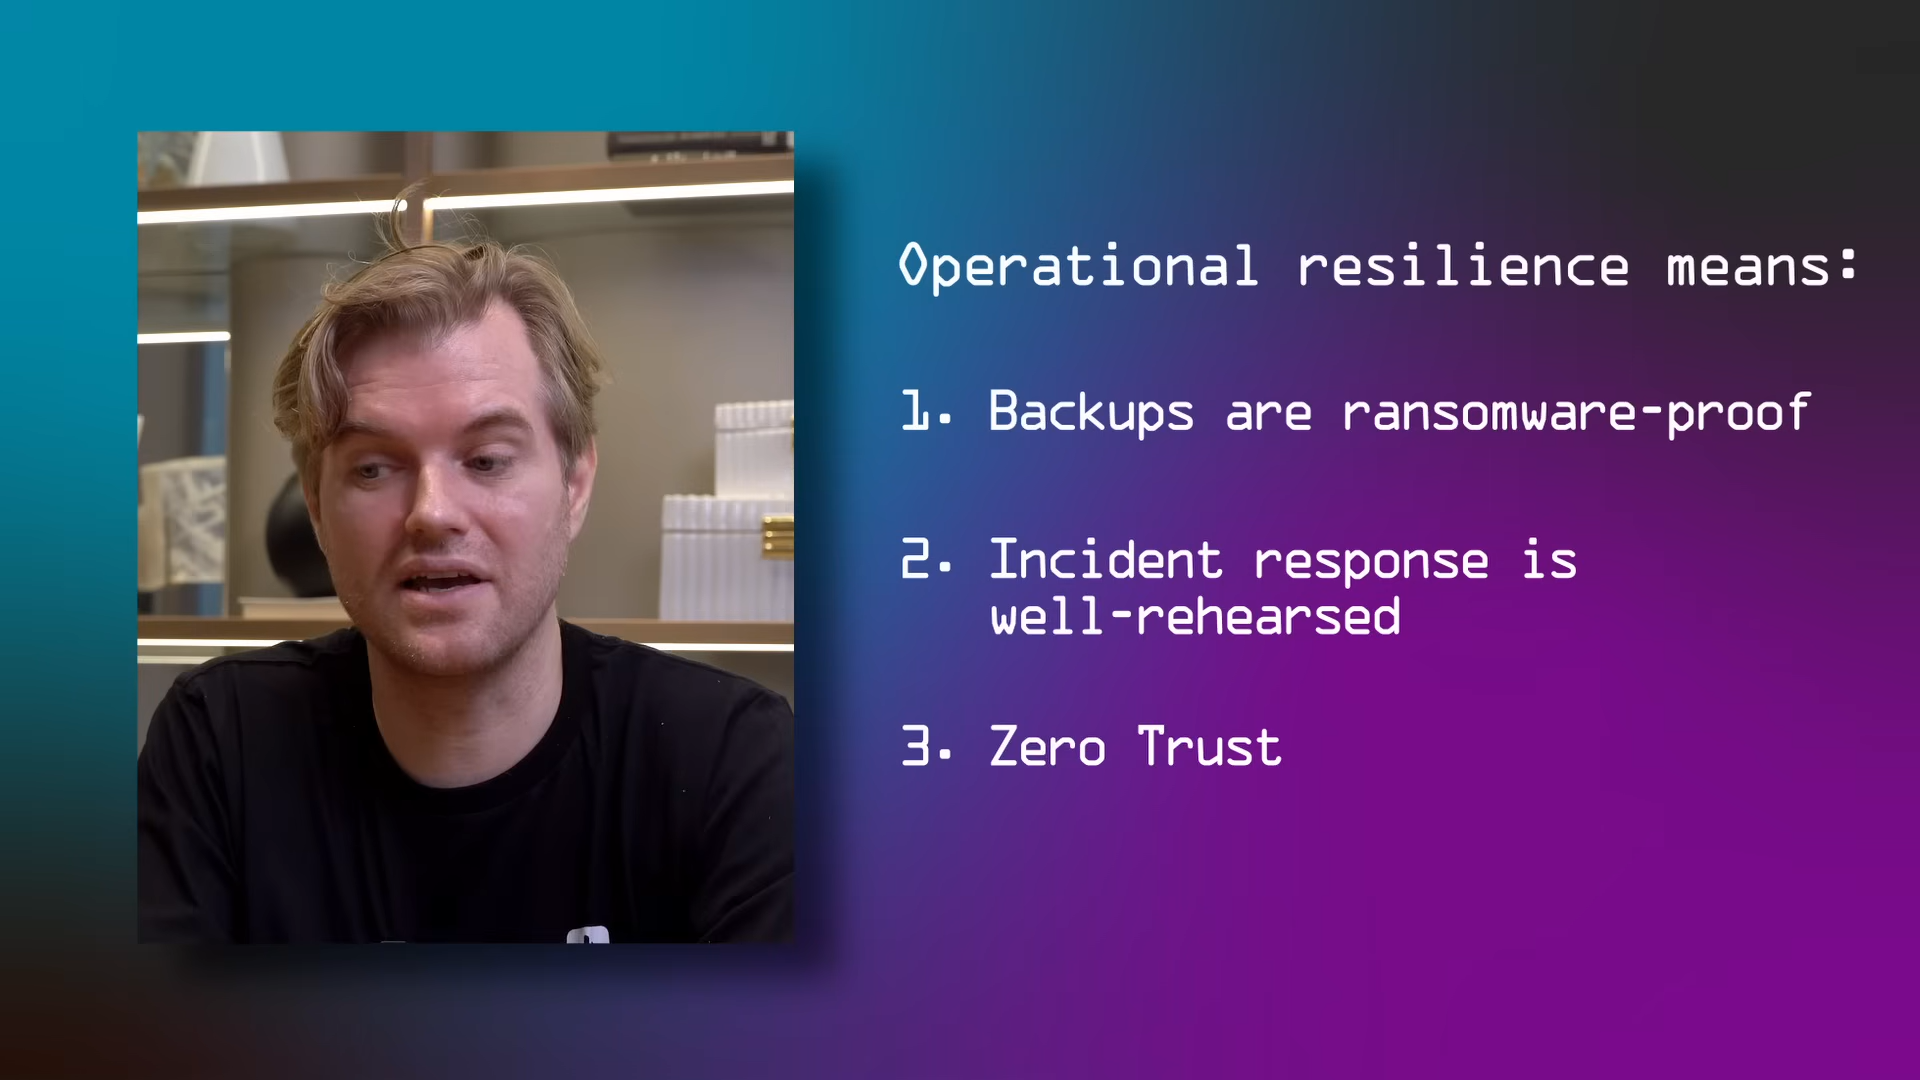 Operational resilience means:
1. Backups are ransomware-proof
2. Incident response is
well-rehearsed
3. Zero Trust